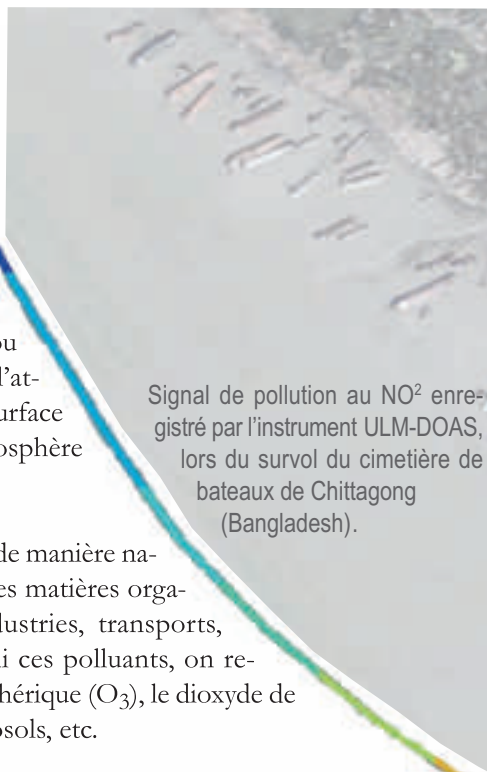 ou
l'at-
urface
osphère
Signal de pollution au NO² enre-
gistré par l'instrument ULM-DOAS,
lors du survol du cimetière de
bateaux de Chittagong
(Bangladesh).
de manière na-
es matières orga-
dustries, transports,
i ces polluants, on re-
hérique (O₃), le dioxyde de
osols, etc.